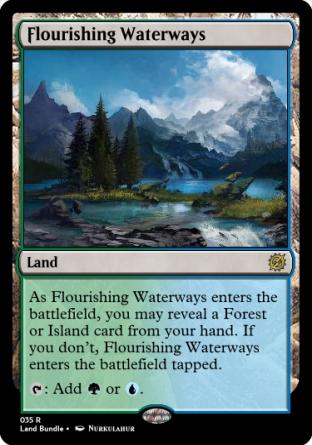 Flourishing Waterways
Land
As Flourishing Waterways enters the
battlefield, you may reveal a Forest
or Island card from your hand. If
you don't, Flourishing Waterways
enters the battlefield tapped.
: Add or .
035 R
Land Bundle • Nurkulahur